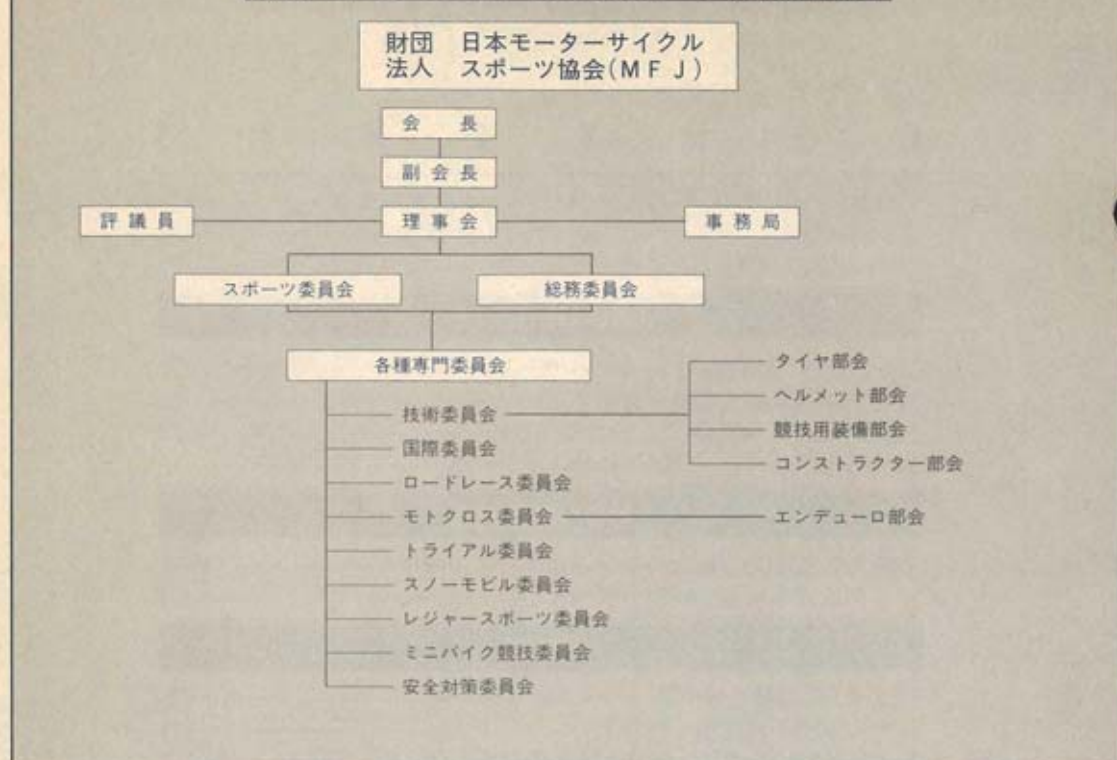 財団 日本モーターサイクル
法人 スポーツ協会(MFJ)
会 長
副会長
評議員
理事会
事務局
スポーツ委員会
総務委員会
各種専門委員会
技術委員会
タイヤ部会
ヘルメット部会
競技用装備部会
コンストラクター部会
国際委員会
ロードレース委員会
モトクロス委員会
エンデューロ部会
トライアル委員会
スノーモビル委員会
レジャースポーツ委員会
ミニバイク競技委員会
安全対策委員会